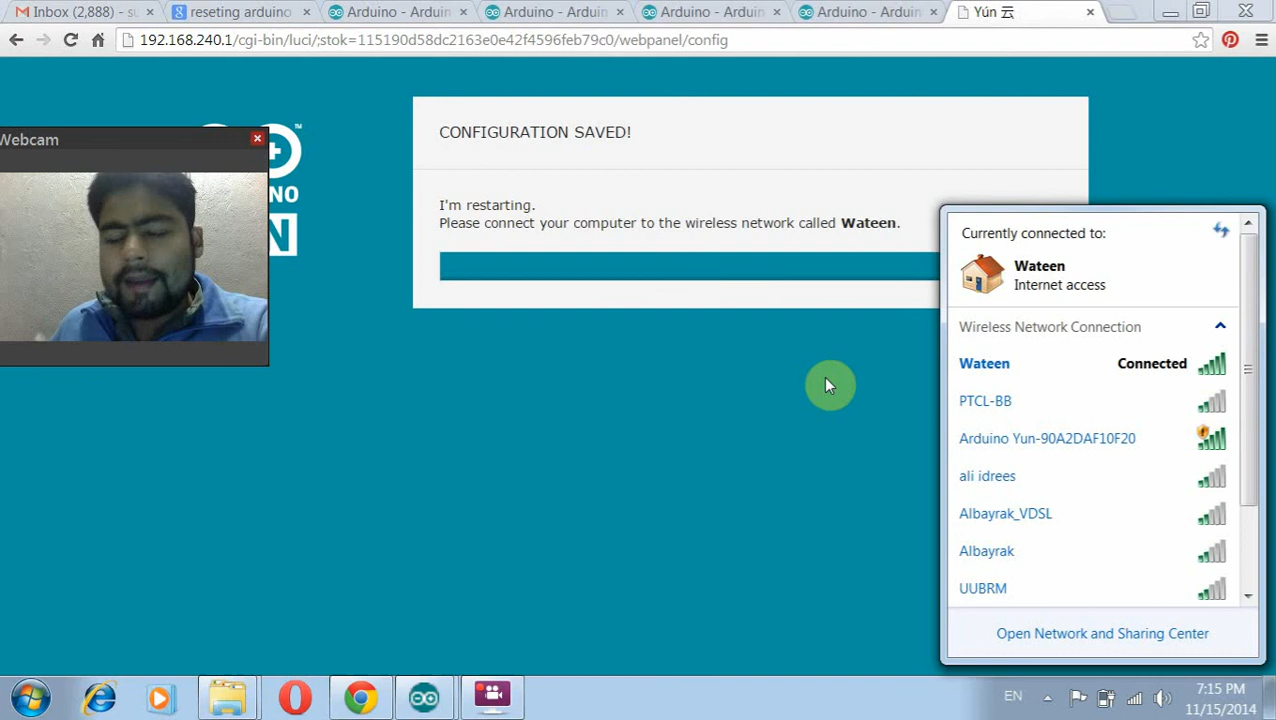 Inbox (2,888) - su
reseting arduino
Arduino - Arduin
Arduino - Arduin
Arduino - Arduin
Arduino - Arduin
Yún 云
192.168.240.1/cgi-bin/luci/;stok=115190d58dc2163e0e42f4596feb79c0/webpanel/config
Webcam
NO
N
TM
CONFIGURATION SAVED!
I'm restarting.
Please connect your computer to the wireless network called Wateen.
Currently connected to:
Wateen
Internet access
Wireless Network Connection
Wateen Connected
PTCL-BB
Arduino Yun-90A2DAF10F20
ali idrees
Albayrak_VDSL
Albayrak
UUBRM
Open Network and Sharing Center
EN
7:15 PM
11/15/2014